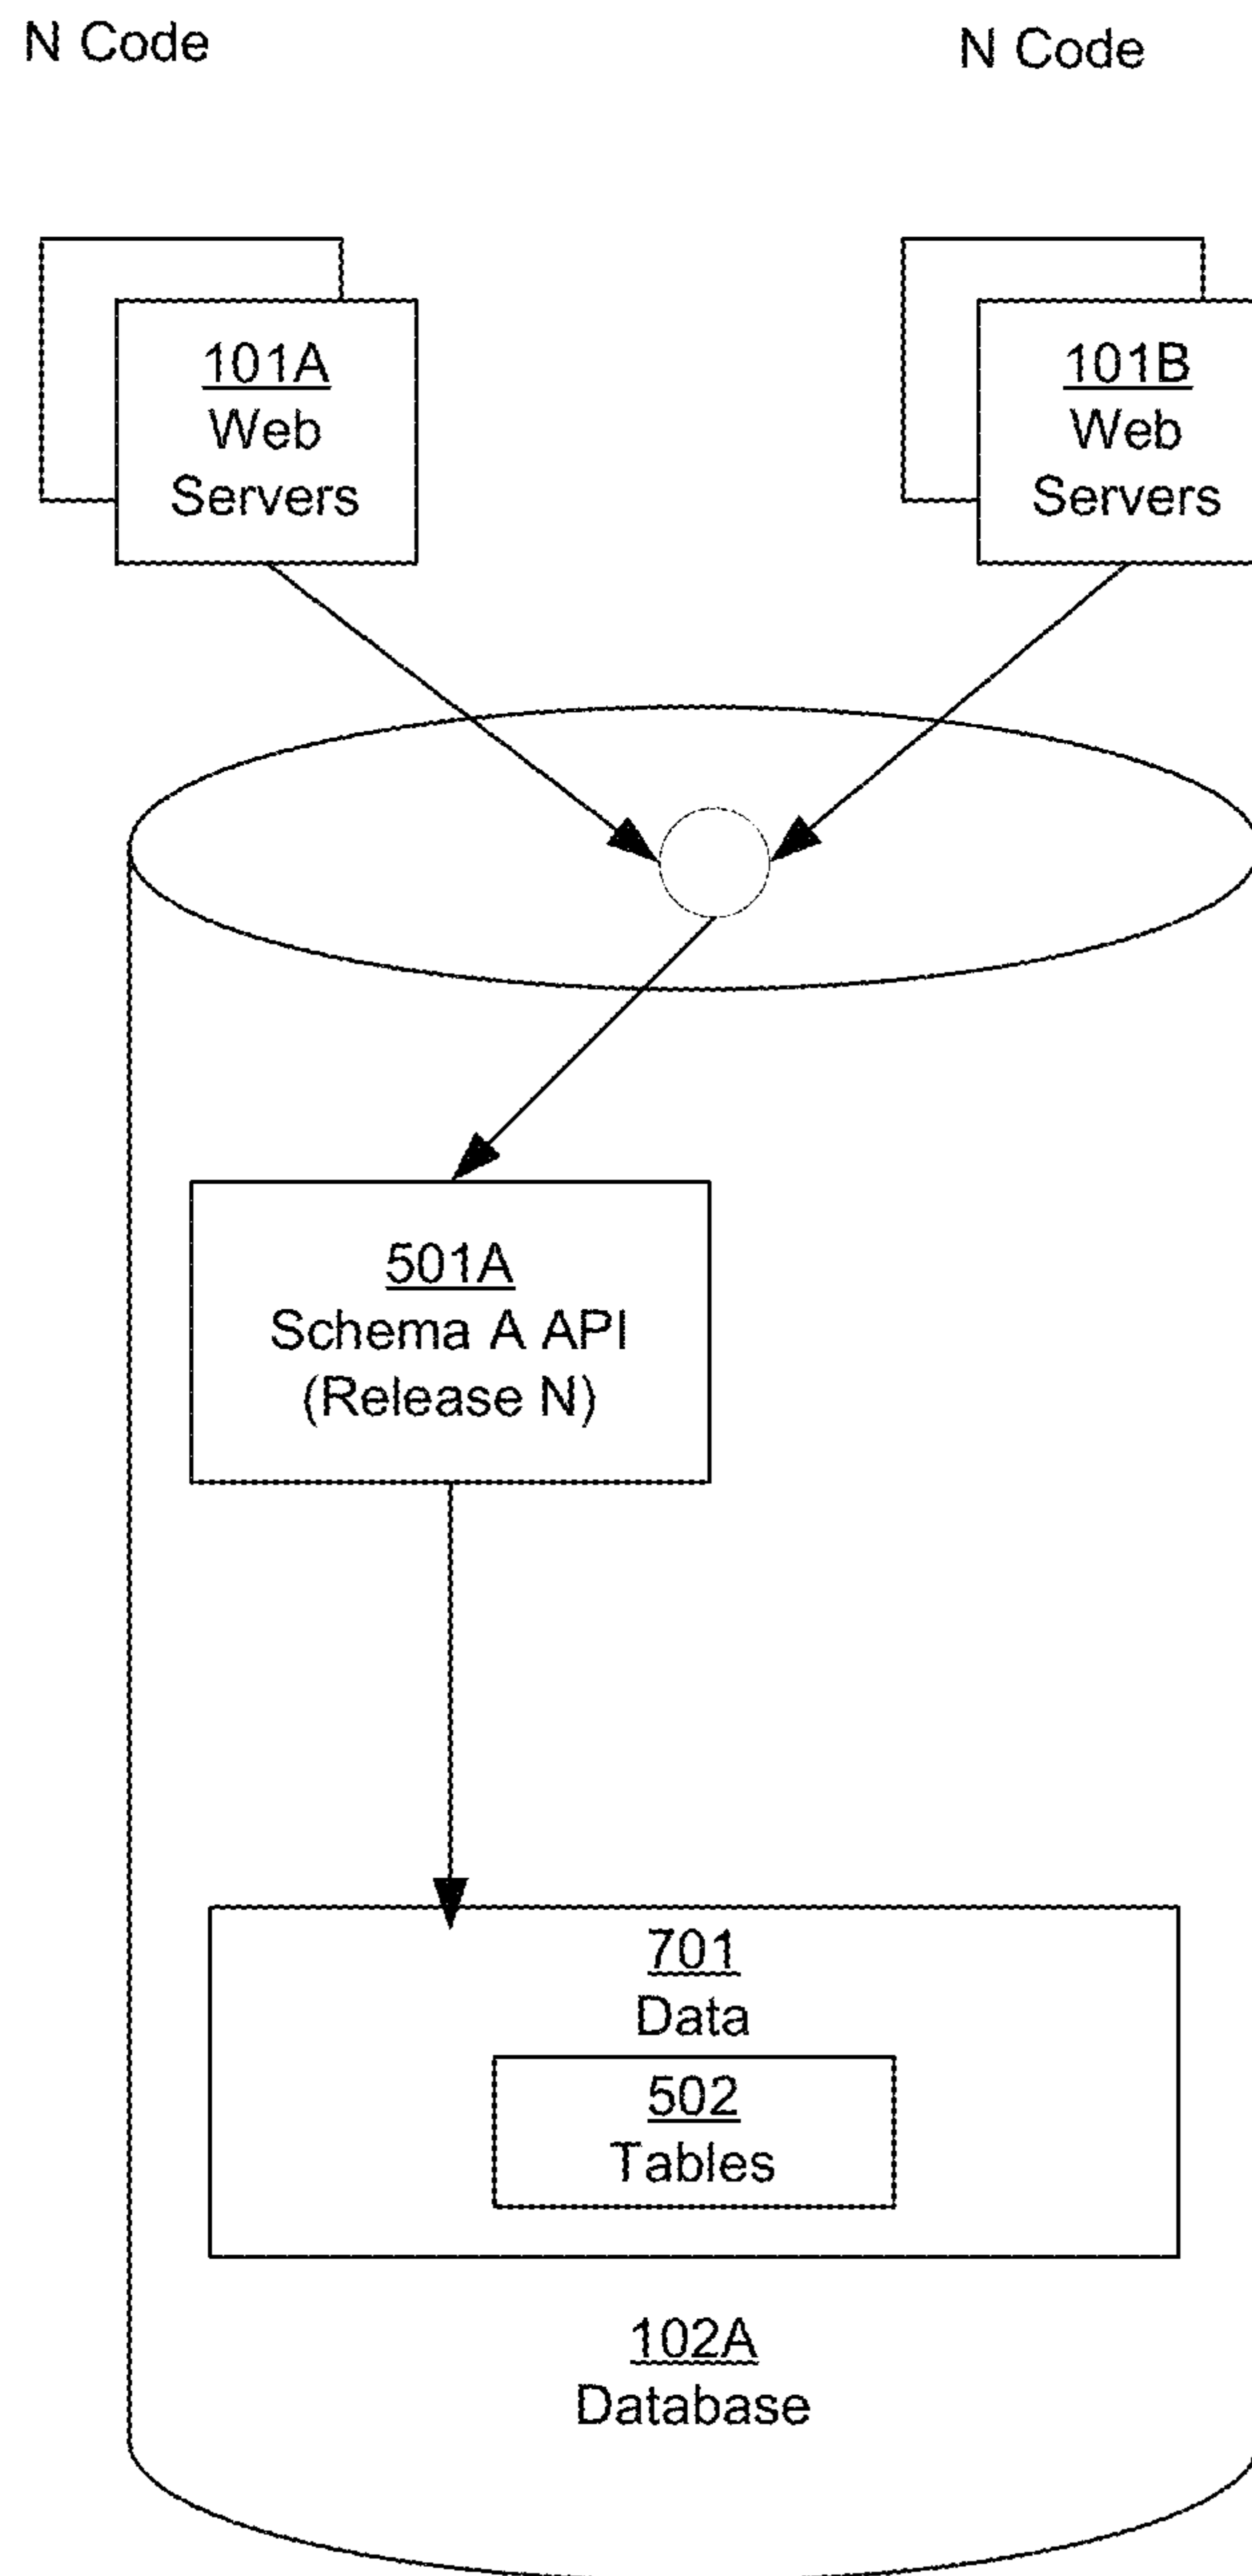 N Code
N Code
101A
Web
Servers
101B
Web
Servers
501A
Schema A API
(Release N)
701
Data
502
Tables
102A
Database